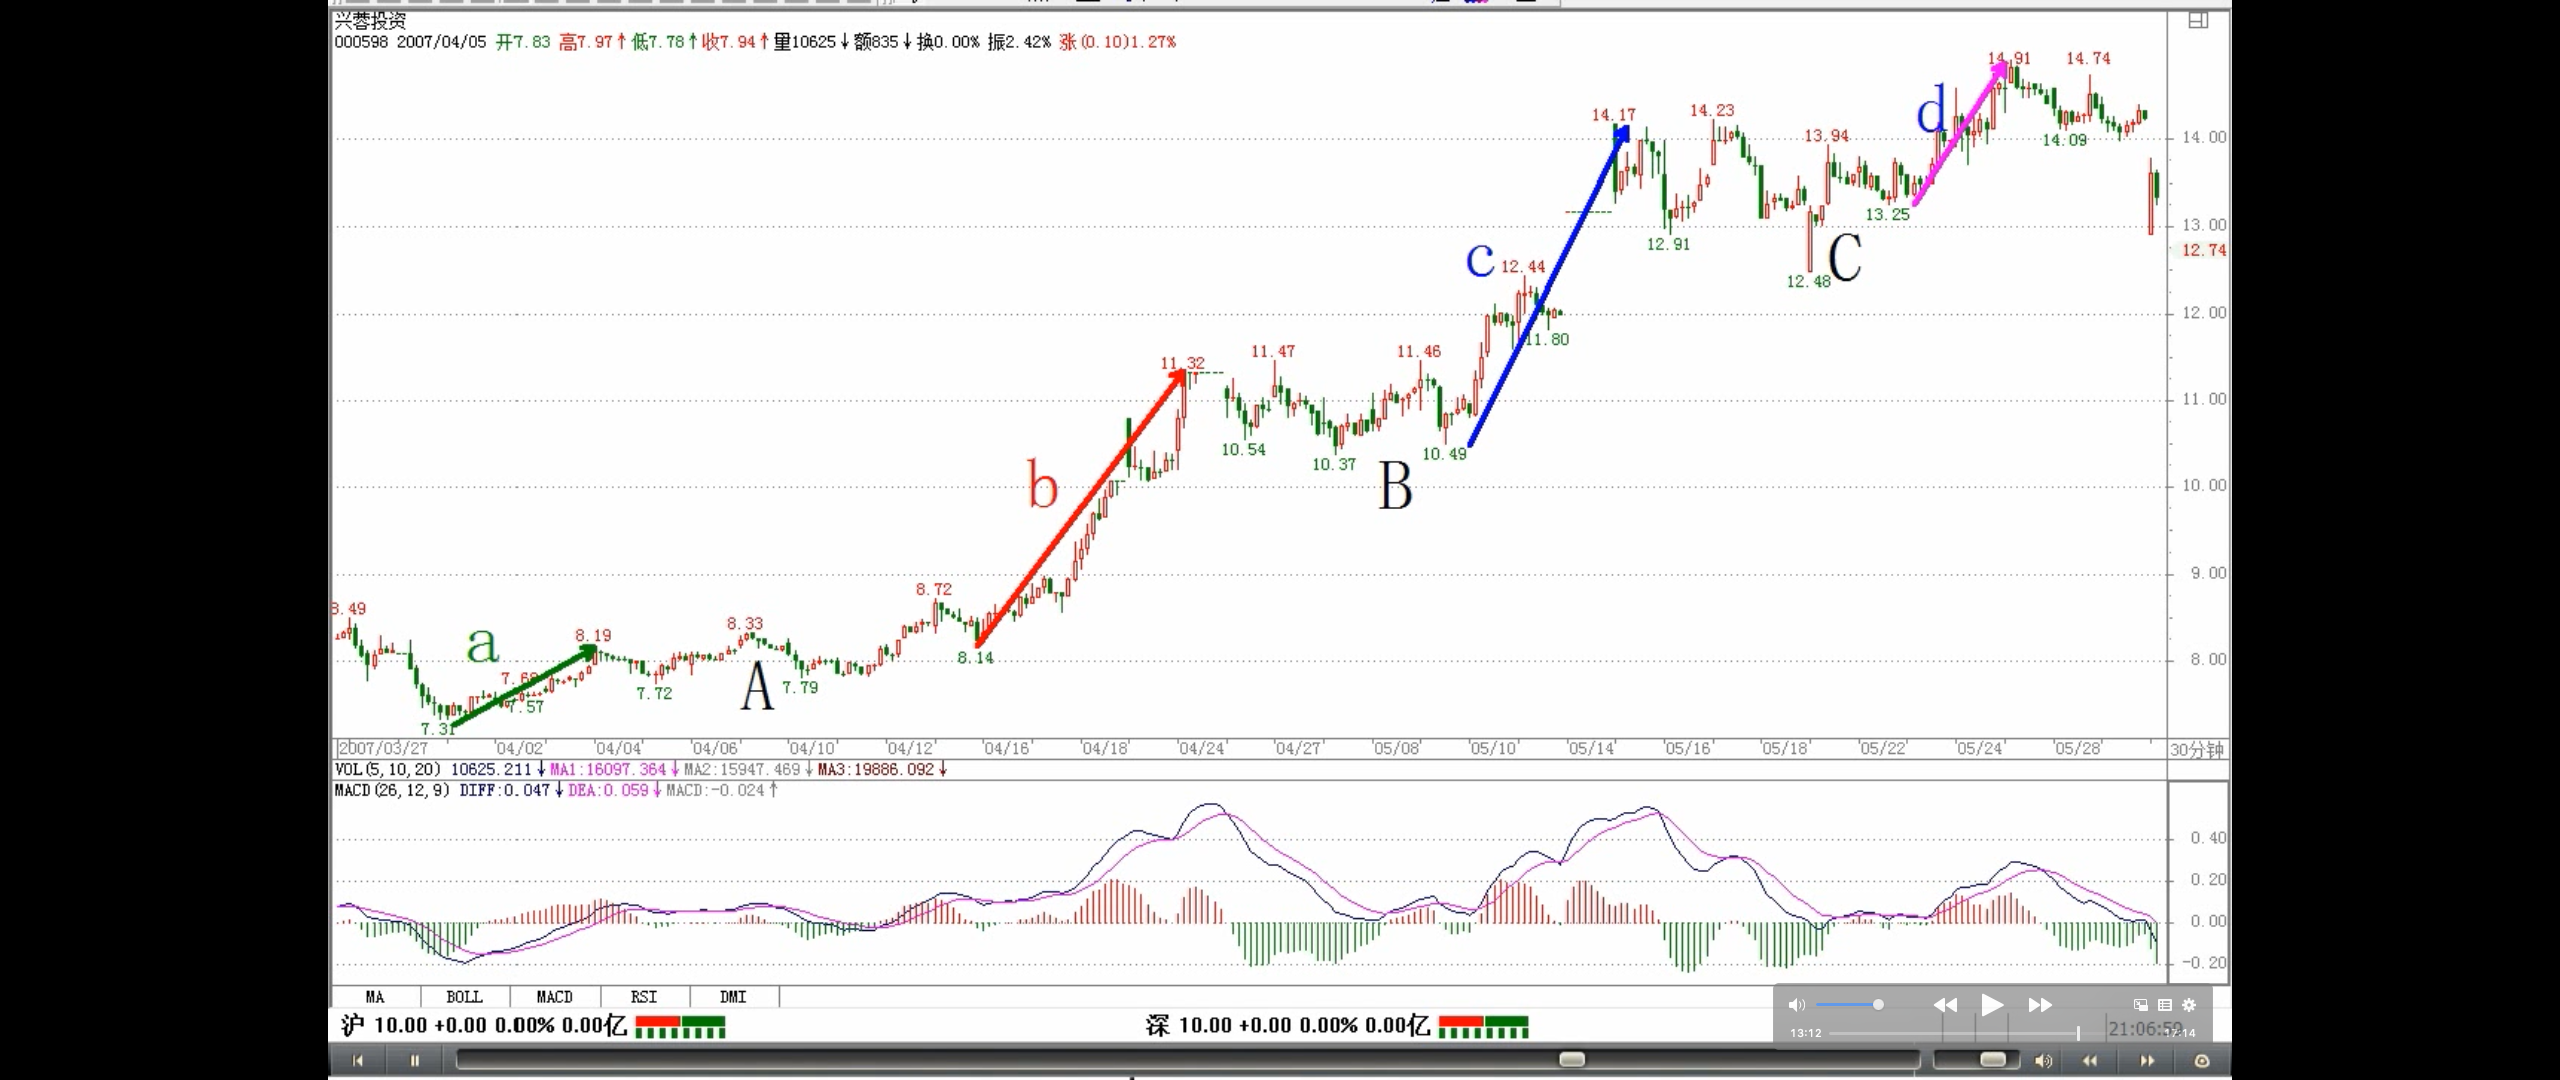 兴蓉投资
000598 2007/04/05 开7.83 高7.97↑低7.78↑收7.94↑量10625↓额835↓换0.00% 振2.42% 涨(0.10)1.27%
14.91 14.74
d
14.17 14.23
14.00
13.94
14.09
13.25
13.00
12.91
C
12.74
c 12.44
12.48
12.00
11.80
11.32 11.47 11.46
11.00
10.54 10.37 10.49
b B
10.00
9.00
8.72
8.49
8.33
8.19
a
8.14
8.00
7.72 A 7.79
7.57
7.31
2007/03/27 04/02 04/04 04/06 04/10 04/12 04/16 04/18 04/24 04/27 05/08 05/10 05/14 05/16 05/18 05/22 05/24 05/28 30分钟
VOL(5,10,20) 10625.211↓MA1:16097.364↓MA2:15947.469↓MA3:19886.092↓
MACD(26,12,9) DIFF:0.047↓DEA:0.059↓MACD:-0.024↑
0.40
0.20
0.00
-0.20
MA BOLL MACD RSI DMI
沪 10.00 +0.00 0.00% 0.00亿 深 10.00 +0.00 0.00% 0.00亿
13:12 17:14